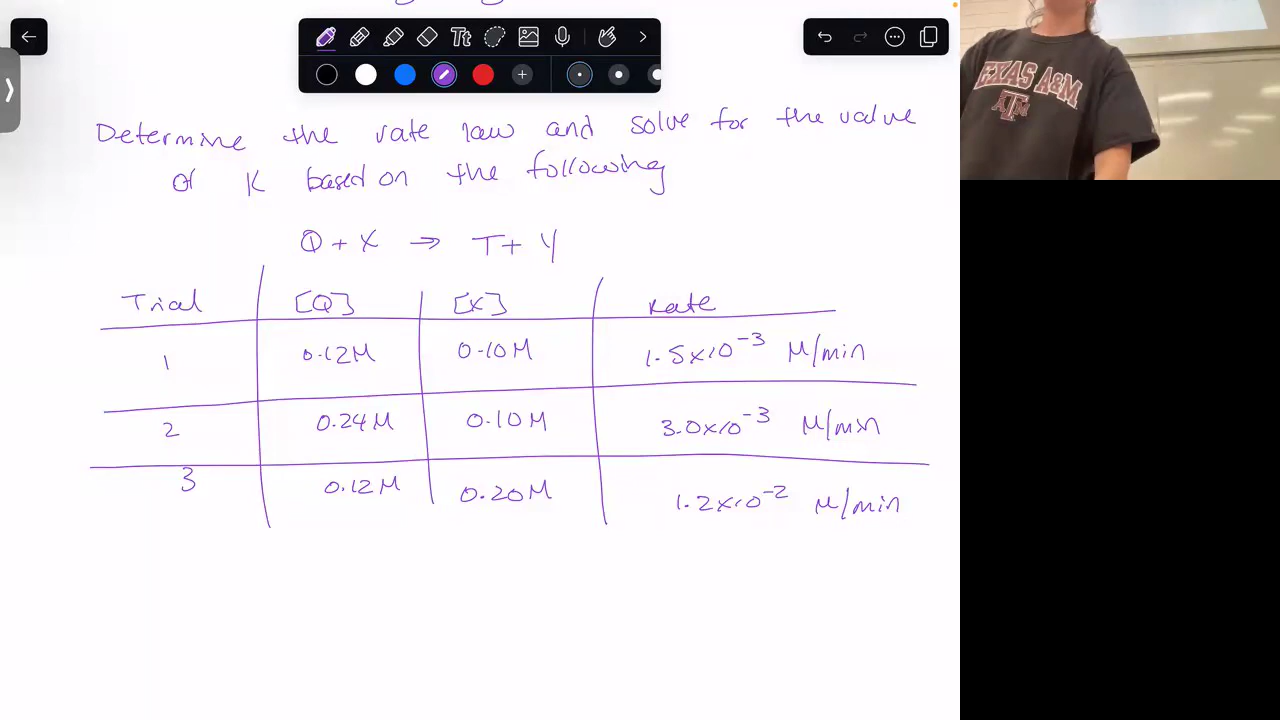 Determine the rate law and solve for the value
of K based on the following
Q + X → T + Y
Trial [Q] [X] Rate
1 0.12M 0.10M 1.5x10⁻³ M/min
2 0.24M 0.10M 3.0x10⁻³ M/min
3 0.12M 0.20M 1.2x10⁻² M/min
Tt
TEXAS A&M
ATM